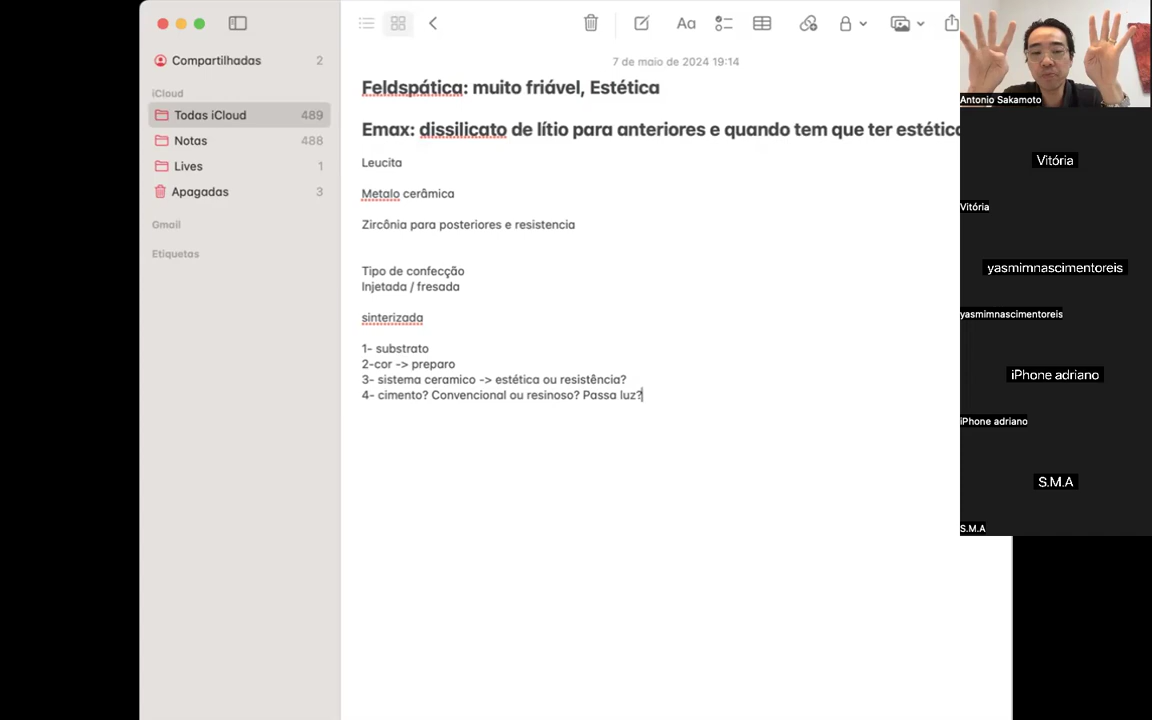 Compartilhadas 2
iCloud
Todas iCloud 489
Notas 488
Lives 1
Apagadas 3
Gmail
Etiquetas
Aa
7 de maio de 2024 19:14
Feldspática: muito friável, Estética
Emax: dissilicato de lítio para anteriores e quando tem que ter estética
Leucita
Metalo cerâmica
Zircônia para posteriores e resistencia
Tipo de confecção
Injetada / fresada
sinterizada
1- substrato
2-cor -> preparo
3- sistema ceramico -> estética ou resistência?
4- cimento? Convencional ou resinoso? Passa luz?
Antonio Sakamoto
Vitória
Vitória
yasmimnascimentoreis
yasmimnascimentoreis
iPhone adriano
iPhone adriano
S.M.A
S.M.A